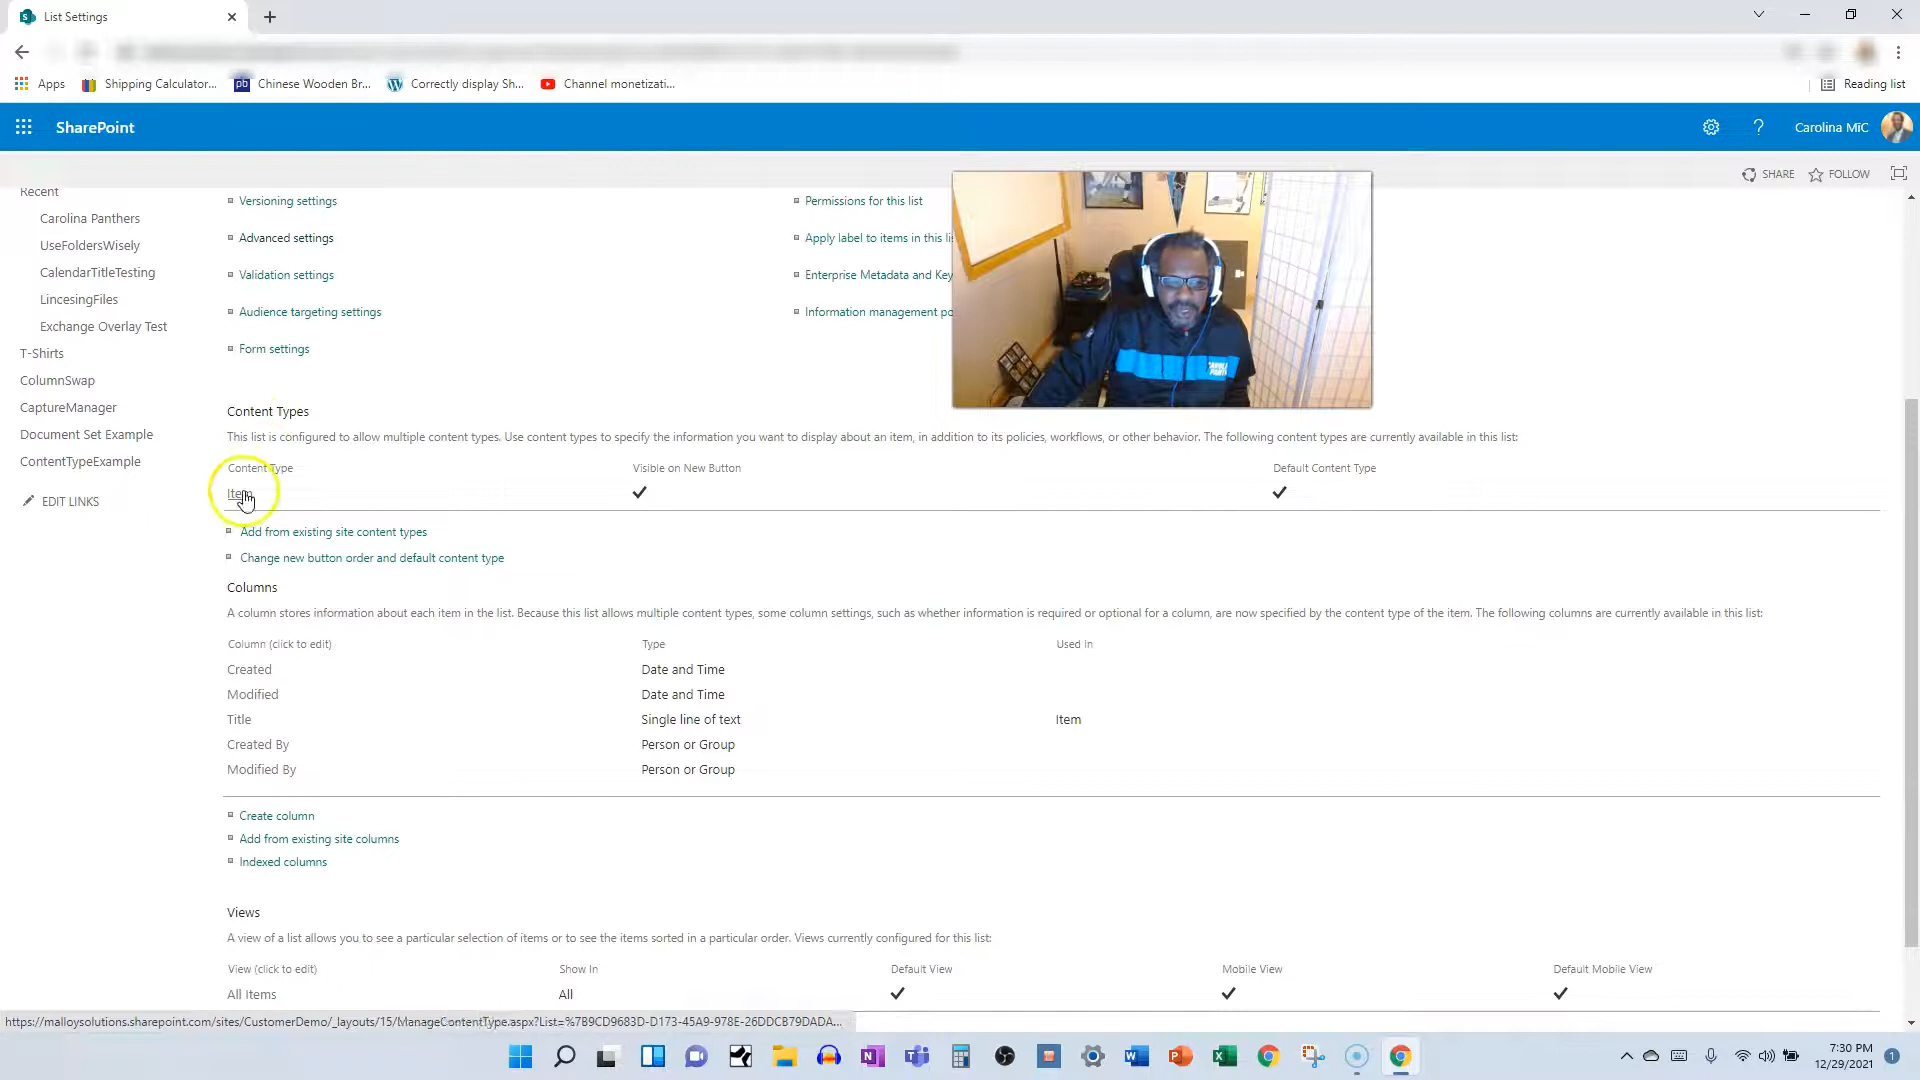 List Settings
Apps
Shipping Calculator...
Chinese Wooden Br...
Correctly display Sh...
Channel monetizati...
Reading list
SharePoint
Carolina MiC
SHARE
FOLLOW
Recent
Carolina Panthers
UseFoldersWisely
CalendarTitleTesting
LincesingFiles
Exchange Overlay Test
T-Shirts
ColumnSwap
CaptureManager
Document Set Example
ContentTypeExample
EDIT LINKS
Versioning settings
Advanced settings
Validation settings
Audience targeting settings
Form settings
Permissions for this list
Apply label to items in this li
Enterprise Metadata and Key
Information management po
Content Types
This list is configured to allow multiple content types. Use content types to specify the information you want to display about an item, in addition to its policies, workflows, or other behavior. The following content types are currently available in this list:
Content Type Visible on New Button Default Content Type
Item
Add from existing site content types
Change new button order and default content type
Columns
A column stores information about each item in the list. Because this list allows multiple content types, some column settings, such as whether information is required or optional for a column, are now specified by the content type of the item. The following columns are currently available in this list:
Column (click to edit) Type Used in
Created Date and Time
Modified Date and Time
Title Single line of text Item
Created By Person or Group
Modified By Person or Group
Create column
Add from existing site columns
Indexed columns
Views
A view of a list allows you to see a particular selection of items or to see the items sorted in a particular order. Views currently configured for this list:
View (click to edit) Show In Default View Mobile View Default Mobile View
All Items All
https://malloysolutions.sharepoint.com/sites/CustomerDemo/_layouts/15/ManageContentType.aspx?List=%7B9CD9683D-D173-45A9-978E-26DDCB79DADA...
7:30 PM
12/29/2021